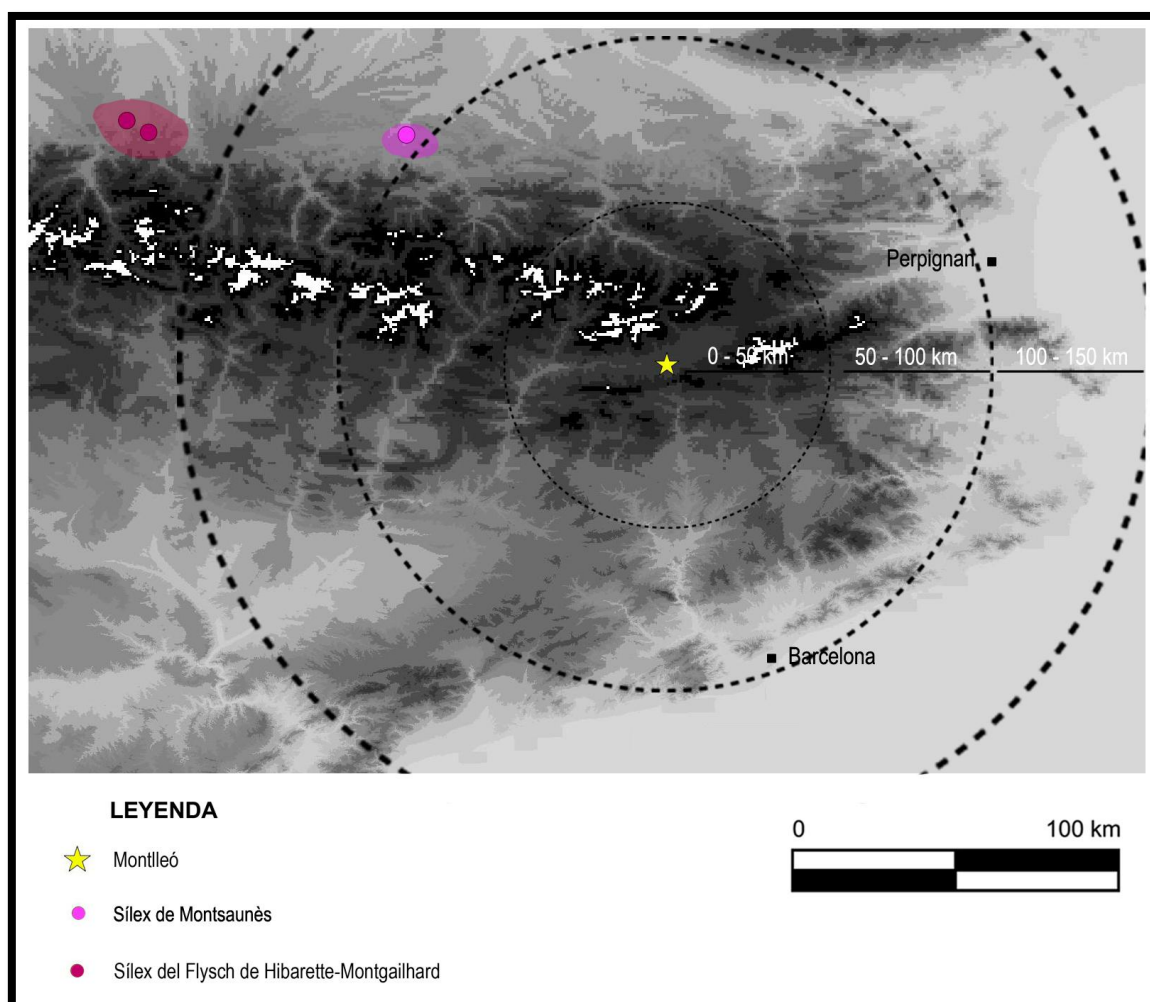 Perpignan
0 - 50 km 50 - 100 km 100 - 150 km
Barcelona
LEYENDA
Montlleó
Sílex de Montsaunès
Sílex del Flysch de Hibarette-Montgailhard
0 100 km